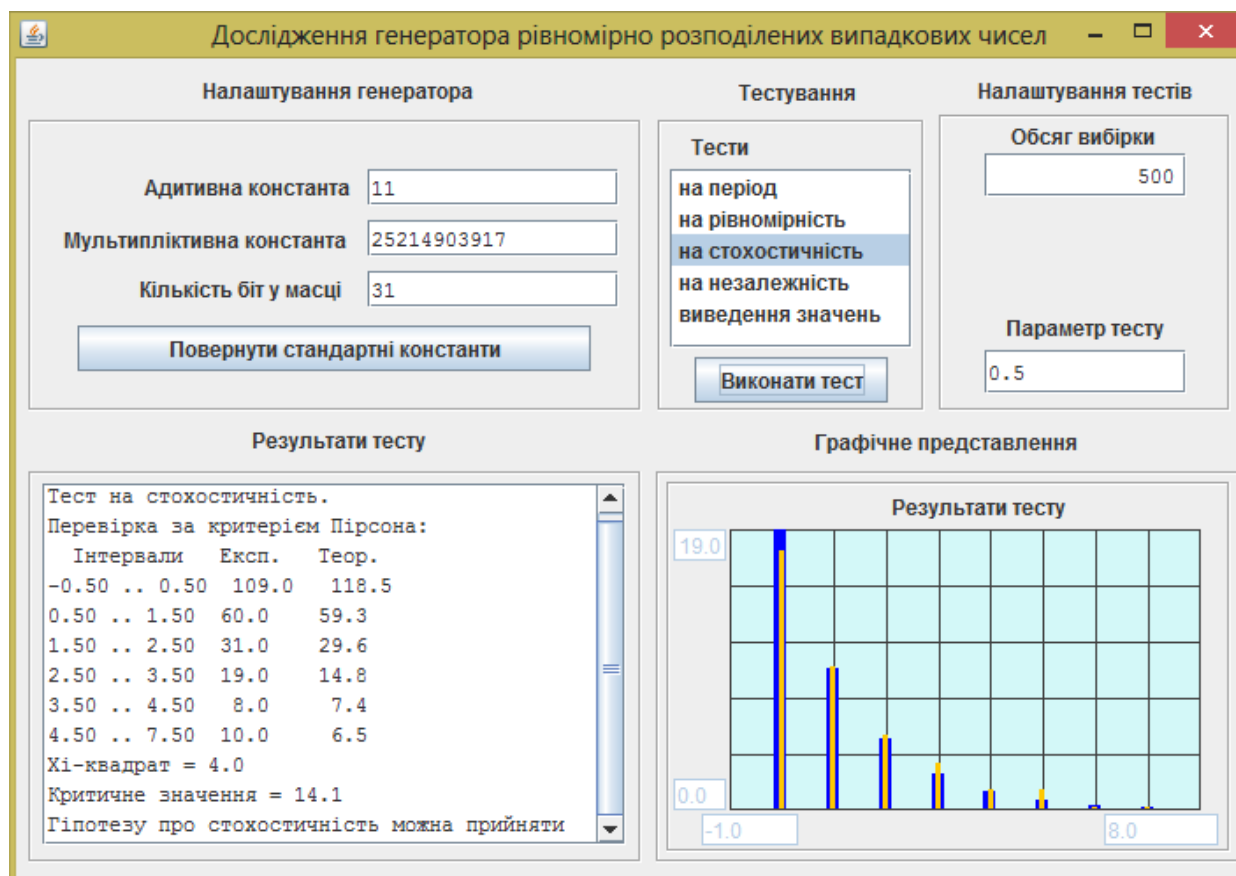 Дослідження генератора рівномірно розподілених випадкових чисел
Налаштування генератора
Адитивна константа 11
Мультипліктивна константа 25214903917
Кількість біт у масці 31
Повернути стандартні константи
Тестування
Тести
на період
на рівномірність
на стохостичність
на незалежність
виведення значень
Виконати тест
Налаштування тестів
Обсяг вибірки
500
Параметр тесту
0.5
Результати тесту
Тест на стохостичність.
Перевірка за критерієм Пірсона:
ІнтервалиЕксп. Теор.
-0.50 .. 0.50 109.0 118.5
0.50 .. 1.50 60.0 59.3
1.50 .. 2.50 31.0 29.6
2.50 .. 3.50 19.0 14.8
3.50 .. 4.50 8.0 7.4
4.50 .. 7.50 10.0 6.5
Хі-квадрат = 4.0
Критичне значення = 14.1
Гіпотезу про стохостичність можна прийняти
Графічне представлення
Результати тесту
19.0
0.0
-1.0 8.0